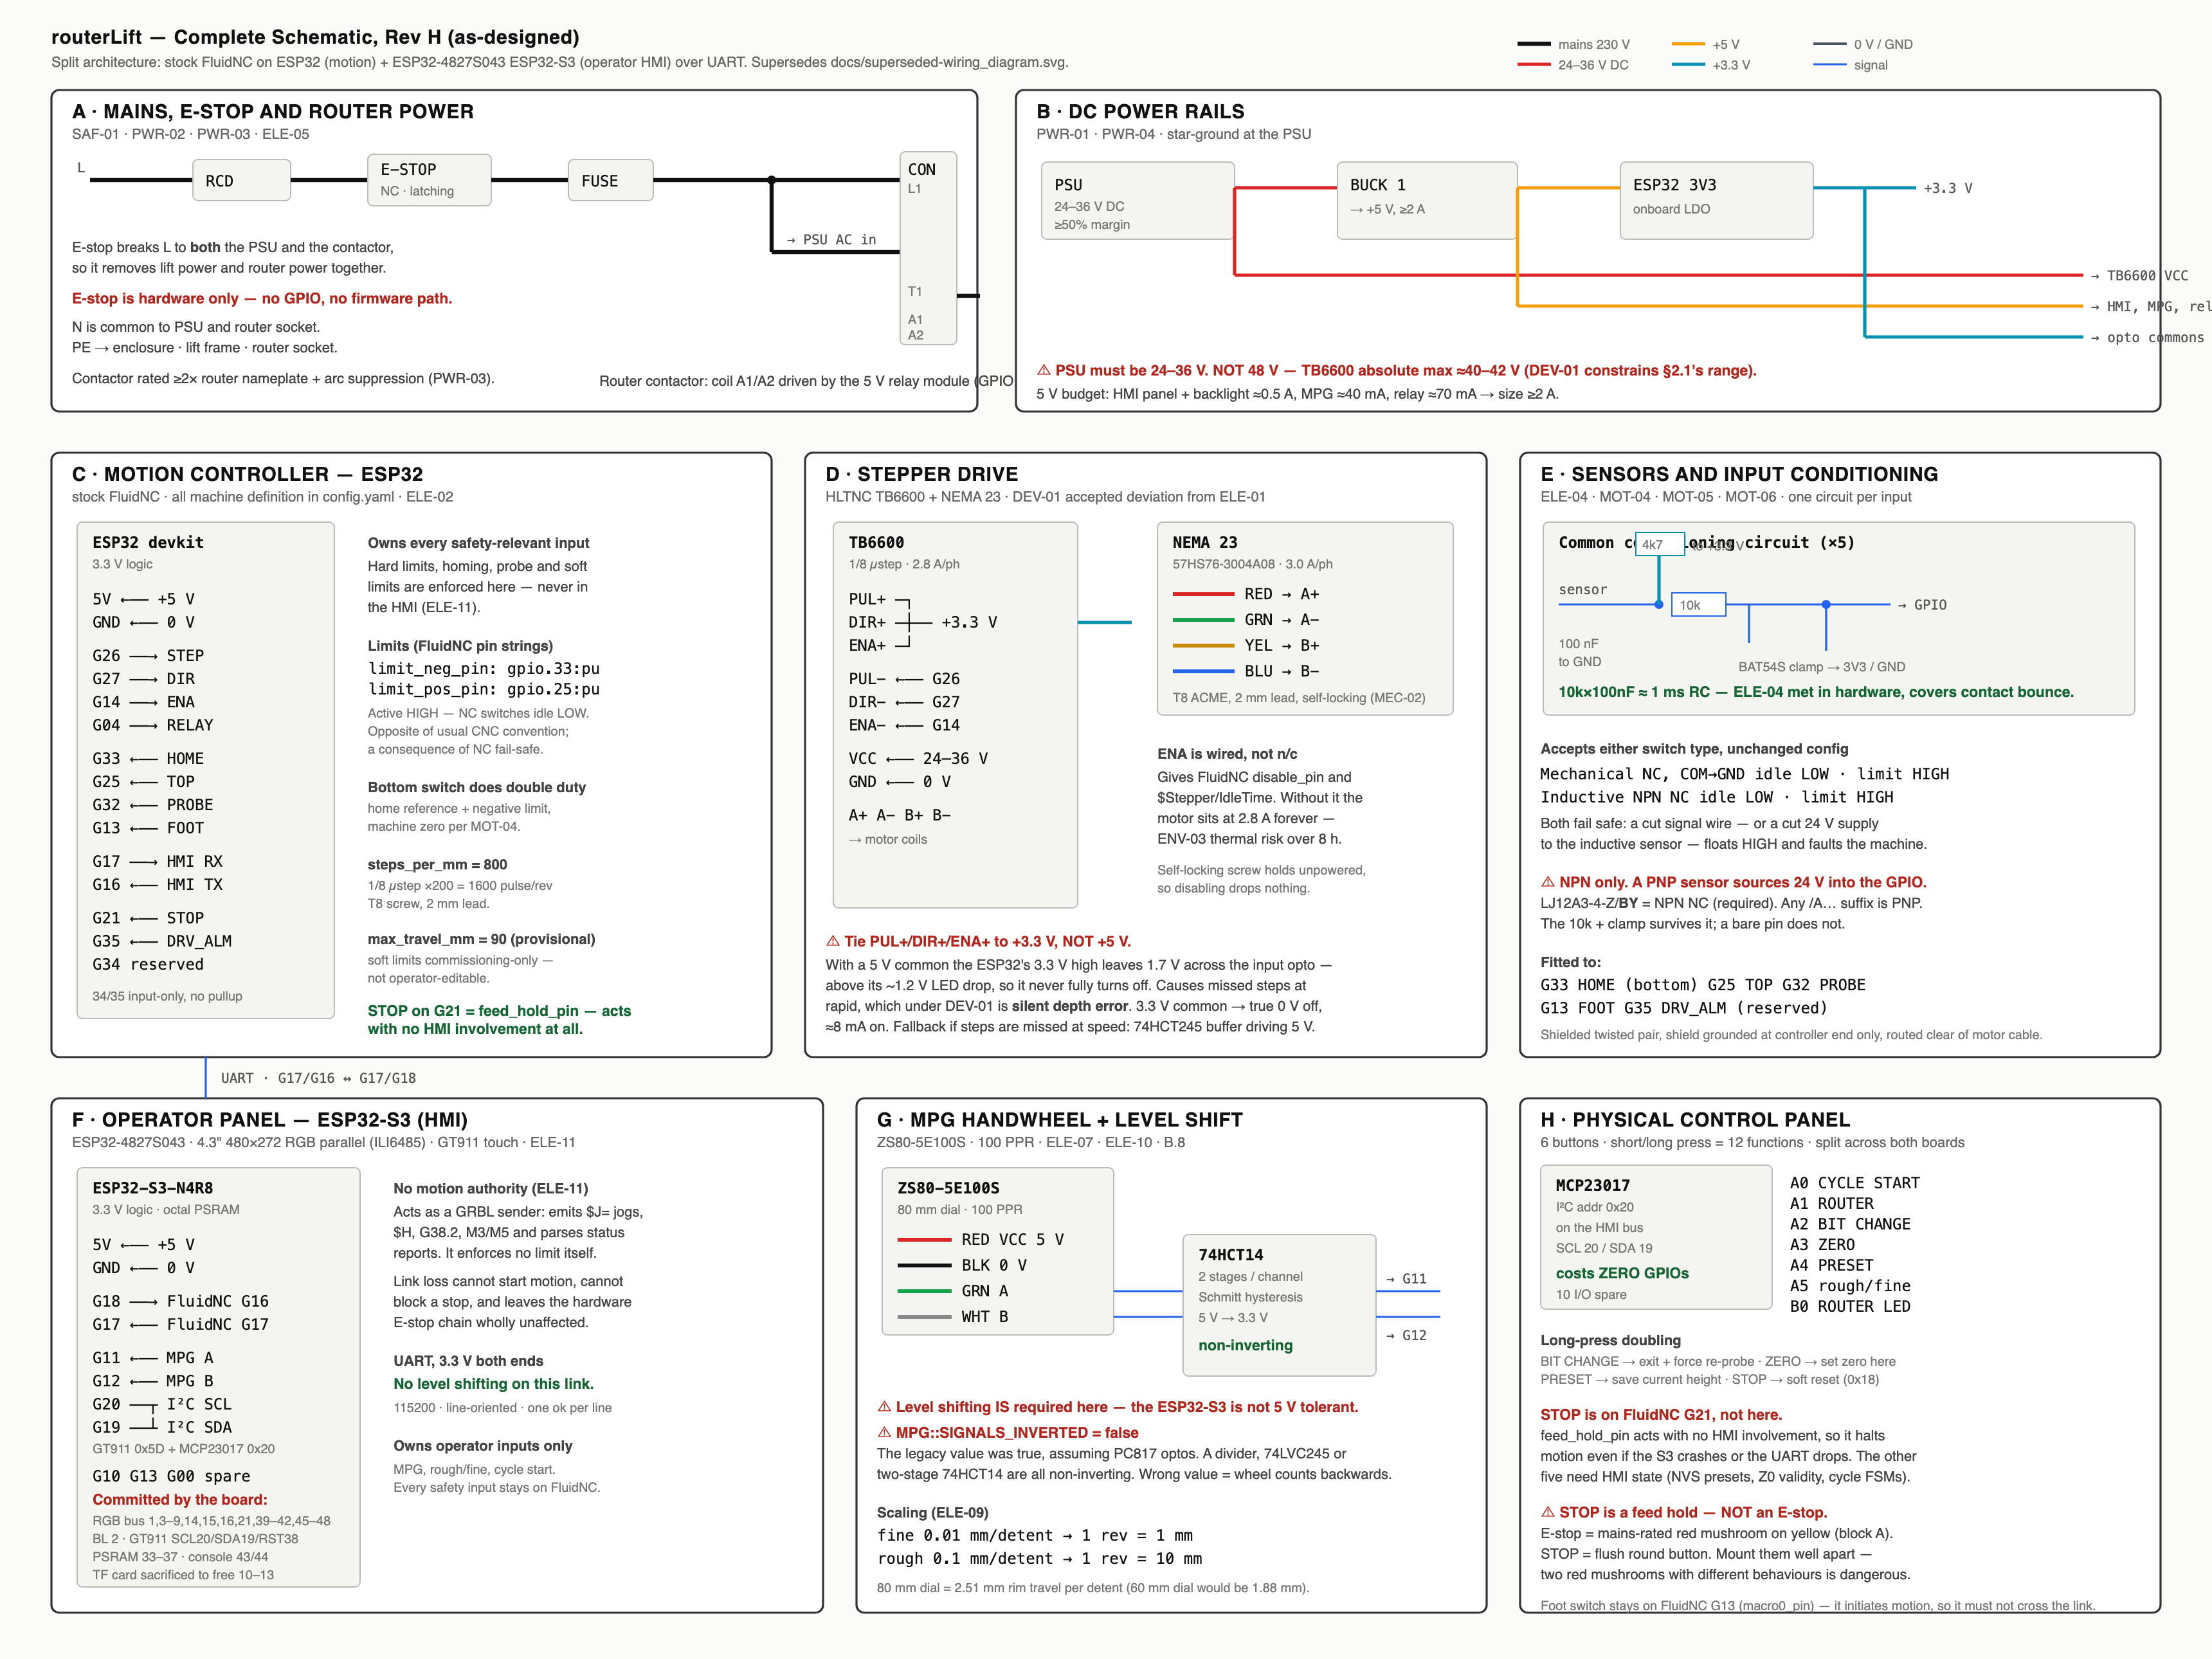 routerLift — Complete Schematic, Rev H (as-designed)
Split architecture: stock FluidNC on ESP32 (motion) + ESP32-4827S043 ESP32-S3 (operator HMI) over UART. Supersedes docs/superseded-wiring_diagram.svg.
mains 230 V
+5 V
0 V / GND
24–36 V DC
+3.3 V
signal
A · MAINS, E-STOP AND ROUTER POWER
SAF-01 · PWR-02 · PWR-03 · ELE-05
L
RCD
E-STOP
NC · latching
FUSE
CON
L1
→ PSU AC in
T1
A1
A2
E-stop breaks L to both the PSU and the contactor,
so it removes lift power and router power together.
E-stop is hardware only — no GPIO, no firmware path.
N is common to PSU and router socket.
PE → enclosure · lift frame · router socket.
Contactor rated ≥2× router nameplate + arc suppression (PWR-03).
Router contactor: coil A1/A2 driven by the 5 V relay module (GPIO
B · DC POWER RAILS
PWR-01 · PWR-04 · star-ground at the PSU
PSU
24–36 V DC
≥50% margin
BUCK 1
→ +5 V, ≥2 A
ESP32 3V3
onboard LDO
+3.3 V
→ TB6600 VCC
→ HMI, MPG, rel
→ opto commons
⚠ PSU must be 24–36 V. NOT 48 V — TB6600 absolute max ≈40–42 V (DEV-01 constrains §2.1's range).
5 V budget: HMI panel + backlight ≈0.5 A, MPG ≈40 mA, relay ≈70 mA → size ≥2 A.
C · MOTION CONTROLLER — ESP32
stock FluidNC · all machine definition in config.yaml · ELE-02
ESP32 devkit
3.3 V logic
5V ←── +5 V
GND ←── 0 V
G26 ──→ STEP
G27 ──→ DIR
G14 ──→ ENA
G04 ──→ RELAY
G33 ←── HOME
G25 ←── TOP
G32 ←── PROBE
G13 ←── FOOT
G17 ──→ HMI RX
G16 ←── HMI TX
G21 ←── STOP
G35 ←── DRV_ALM
G34 reserved
34/35 input-only, no pullup
Owns every safety-relevant input
Hard limits, homing, probe and soft
limits are enforced here — never in
the HMI (ELE-11).
Limits (FluidNC pin strings)
limit_neg_pin: gpio.33:pu
limit_pos_pin: gpio.25:pu
Active HIGH — NC switches idle LOW.
Opposite of usual CNC convention;
a consequence of NC fail-safe.
Bottom switch does double duty
home reference + negative limit,
machine zero per MOT-04.
steps_per_mm = 800
1/8 µstep ×200 = 1600 pulse/rev
T8 screw, 2 mm lead.
max_travel_mm = 90 (provisional)
soft limits commissioning-only —
not operator-editable.
STOP on G21 = feed_hold_pin — acts
with no HMI involvement at all.
D · STEPPER DRIVE
HLTNC TB6600 + NEMA 23 · DEV-01 accepted deviation from ELE-01
TB6600
1/8 µstep · 2.8 A/ph
PUL+ ─┐
DIR+ ─┼── +3.3 V
ENA+ ─┘
PUL− ←── G26
DIR− ←── G27
ENA− ←── G14
VCC ←── 24–36 V
GND ←── 0 V
A+ A− B+ B−
→ motor coils
NEMA 23
57HS76-3004A08 · 3.0 A/ph
RED → A+
GRN → A−
YEL → B+
BLU → B−
T8 ACME, 2 mm lead, self-locking (MEC-02)
ENA is wired, not n/c
Gives FluidNC disable_pin and
$Stepper/IdleTime. Without it the
motor sits at 2.8 A forever —
ENV-03 thermal risk over 8 h.
Self-locking screw holds unpowered,
so disabling drops nothing.
⚠ Tie PUL+/DIR+/ENA+ to +3.3 V, NOT +5 V.
With a 5 V common the ESP32's 3.3 V high leaves 1.7 V across the input opto —
above its ~1.2 V LED drop, so it never fully turns off. Causes missed steps at
rapid, which under DEV-01 is silent depth error. 3.3 V common → true 0 V off,
≈8 mA on. Fallback if steps are missed at speed: 74HCT245 buffer driving 5 V.
E · SENSORS AND INPUT CONDITIONING
ELE-04 · MOT-04 · MOT-05 · MOT-06 · one circuit per input
Common conditioning circuit (×5)
4k7
to +3.3 V
sensor
10k
→ GPIO
100 nF
to GND
BAT54S clamp → 3V3 / GND
10k×100nF ≈ 1 ms RC — ELE-04 met in hardware, covers contact bounce.
Accepts either switch type, unchanged config
Mechanical NC, COM→GND idle LOW · limit HIGH
Inductive NPN NC idle LOW · limit HIGH
Both fail safe: a cut signal wire — or a cut 24 V supply
to the inductive sensor — floats HIGH and faults the machine.
⚠ NPN only. A PNP sensor sources 24 V into the GPIO.
LJ12A3-4-Z/BY = NPN NC (required). Any /A… suffix is PNP.
The 10k + clamp survives it; a bare pin does not.
Fitted to:
G33 HOME (bottom) G25 TOP G32 PROBE
G13 FOOT G35 DRV_ALM (reserved)
Shielded twisted pair, shield grounded at controller end only, routed clear of motor cable.
UART · G17/G16 ↔ G17/G18
F · OPERATOR PANEL — ESP32-S3 (HMI)
ESP32-4827S043 · 4.3" 480×272 RGB parallel (ILI6485) · GT911 touch · ELE-11
ESP32-S3-N4R8
3.3 V logic · octal PSRAM
5V ←── +5 V
GND ←── 0 V
G18 ──→ FluidNC G16
G17 ←── FluidNC G17
G11 ←── MPG A
G12 ←── MPG B
G20 ──┬ I²C SCL
G19 ──┴ I²C SDA
GT911 0x5D + MCP23017 0x20
G10 G13 G00 spare
Committed by the board:
RGB bus 1,3–9,14,15,16,21,39–42,45–48
BL 2 · GT911 SCL20/SDA19/RST38
PSRAM 33–37 · console 43/44
TF card sacrificed to free 10–13
No motion authority (ELE-11)
Acts as a GRBL sender: emits $J= jogs,
$H, G38.2, M3/M5 and parses status
reports. It enforces no limit itself.
Link loss cannot start motion, cannot
block a stop, and leaves the hardware
E-stop chain wholly unaffected.
UART, 3.3 V both ends
No level shifting on this link.
115200 · line-oriented · one ok per line
Owns operator inputs only
MPG, rough/fine, cycle start.
Every safety input stays on FluidNC.
G · MPG HANDWHEEL + LEVEL SHIFT
ZS80-5E100S · 100 PPR · ELE-07 · ELE-10 · B.8
ZS80-5E100S
80 mm dial · 100 PPR
RED VCC 5 V
BLK 0 V
GRN A
WHT B
74HCT14
2 stages / channel
Schmitt hysteresis
5 V → 3.3 V
non-inverting
→ G11
→ G12
⚠ Level shifting IS required here — the ESP32-S3 is not 5 V tolerant.
⚠ MPG::SIGNALS_INVERTED = false
The legacy value was true, assuming PC817 optos. A divider, 74LVC245 or
two-stage 74HCT14 are all non-inverting. Wrong value = wheel counts backwards.
Scaling (ELE-09)
fine 0.01 mm/detent → 1 rev = 1 mm
rough 0.1 mm/detent → 1 rev = 10 mm
80 mm dial = 2.51 mm rim travel per detent (60 mm dial would be 1.88 mm).
H · PHYSICAL CONTROL PANEL
6 buttons · short/long press = 12 functions · split across both boards
MCP23017
I²C addr 0x20
on the HMI bus
SCL 20 / SDA 19
costs ZERO GPIOs
10 I/O spare
A0 CYCLE START
A1 ROUTER
A2 BIT CHANGE
A3 ZERO
A4 PRESET
A5 rough/fine
B0 ROUTER LED
Long-press doubling
BIT CHANGE → exit + force re-probe · ZERO → set zero here
PRESET → save current height · STOP → soft reset (0x18)
STOP is on FluidNC G21, not here.
feed_hold_pin acts with no HMI involvement, so it halts
motion even if the S3 crashes or the UART drops. The other
five need HMI state (NVS presets, Z0 validity, cycle FSMs).
⚠ STOP is a feed hold — NOT an E-stop.
E-stop = mains-rated red mushroom on yellow (block A).
STOP = flush round button. Mount them well apart —
two red mushrooms with different behaviours is dangerous.
Foot switch stays on FluidNC G13 (macro0_pin) — it initiates motion, so it must not cross the link.